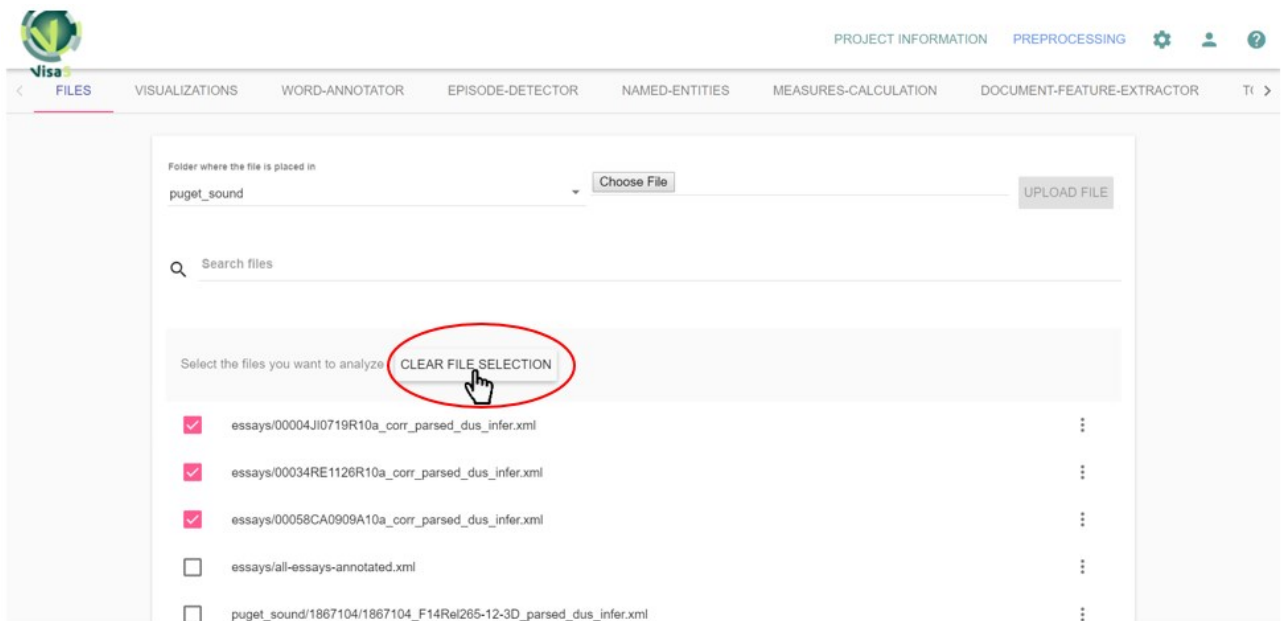 PROJECT INFORMATION PREPROCESSING
VisaS
FILES VISUALIZATIONS WORD-ANNOTATOR EPISODE-DETECTOR NAMED-ENTITIES MEASURES-CALCULATION DOCUMENT-FEATURE-EXTRACTOR
Folder where the file is placed in
puget_sound
Choose File
UPLOAD FILE
Search files
Select the files you want to analyze CLEAR FILE SELECTION
essays/00004JI0719R10a_corr_parsed_dus_infer.xml
essays/00034RE1126R10a_corr_parsed_dus_infer.xml
essays/00058CA0909A10a_corr_parsed_dus_infer.xml
essays/all-essays-annotated.xml
puget_sound/1867104/1867104_F14Rel265-12-3D_parsed_dus_infer.xml